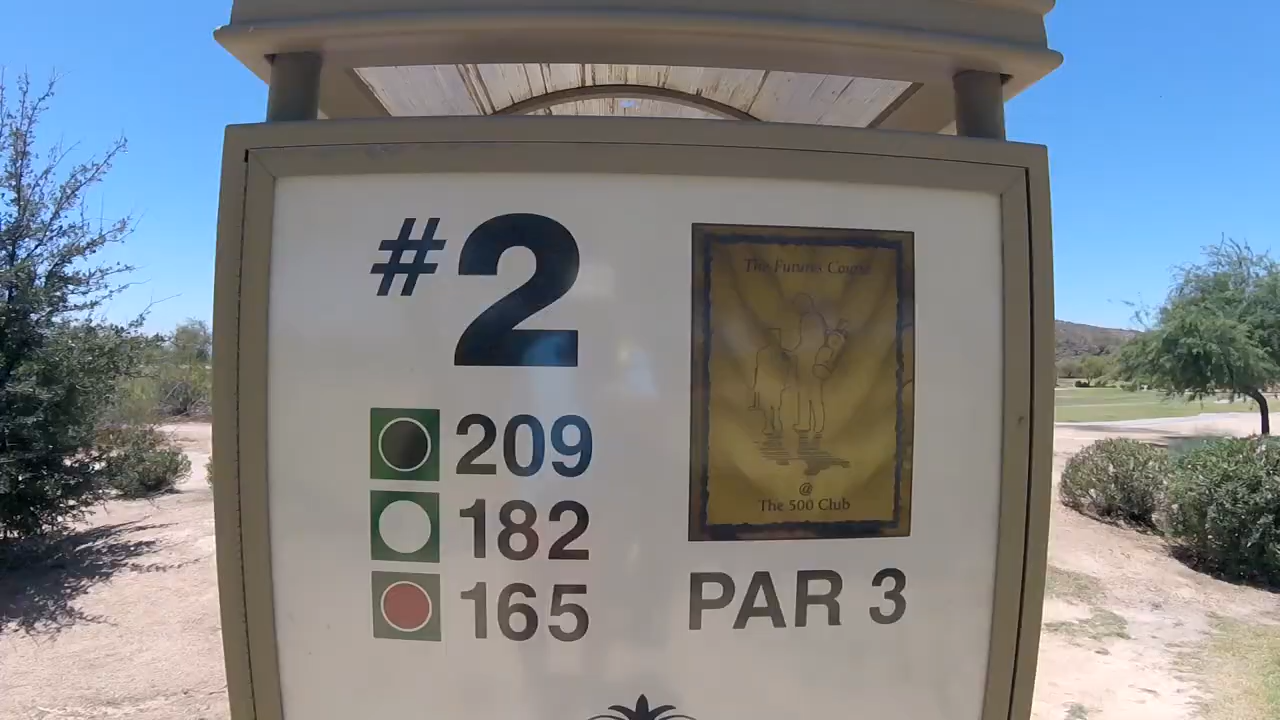 #2
209
182
165
The Futures Course
@
The 500 Club
PAR 3